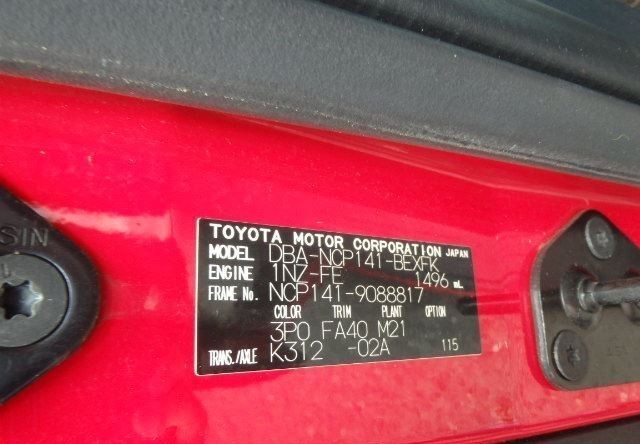 TOYOTA MOTOR CORPORATION JAPAN
MODEL DBA-NCP141-BEXFK
ENGINE 1NZ-FE 1496 mL
FRAME No. NCP141-9088817
COLOR TRIM PLANT OPTION
3P0 FA40 M21
TRANS./AXLE K312 -02A 115
SIN